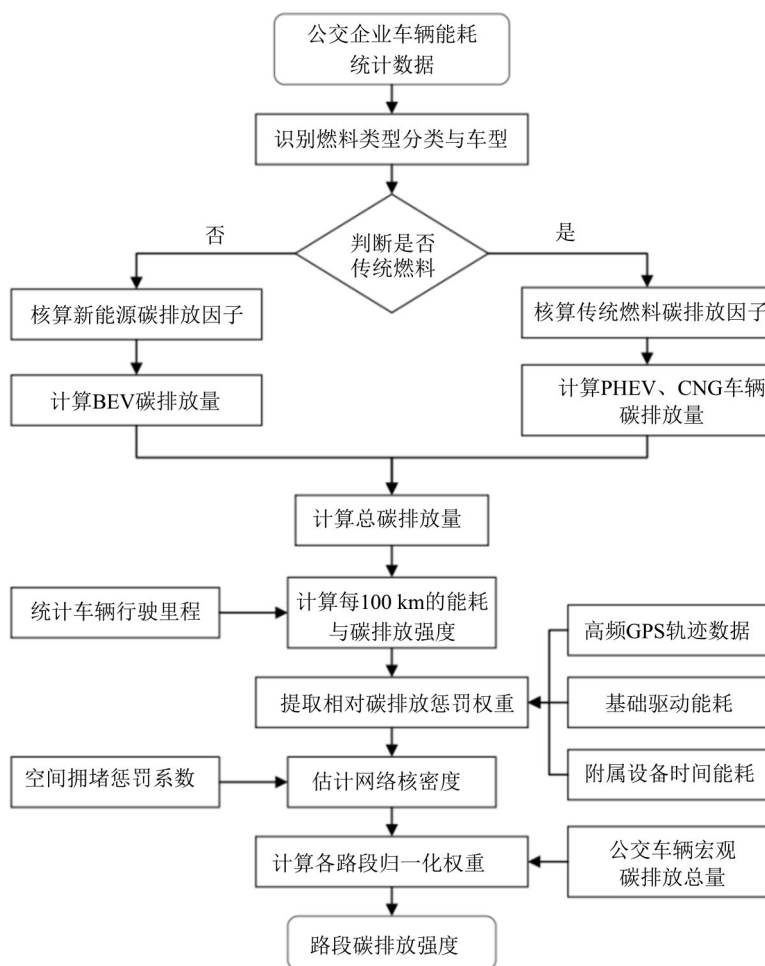 公交企业车辆能耗
统计数据
识别燃料类型分类与车型
否
判断是否
传统燃料
是
核算新能源碳排放因子
核算传统燃料碳排放因子
计算BEV碳排放量
计算PHEV、CNG车辆
碳排放量
计算总碳排放量
统计车辆行驶里程
计算每100 km的能耗
与碳排放强度
高频GPS轨迹数据
提取相对碳排放惩罚权重
基础驱动能耗
空间拥堵惩罚系数
估计网络核密度
附属设备时间能耗
计算各路段归一化权重
公交车辆宏观
碳排放总量
路段碳排放强度